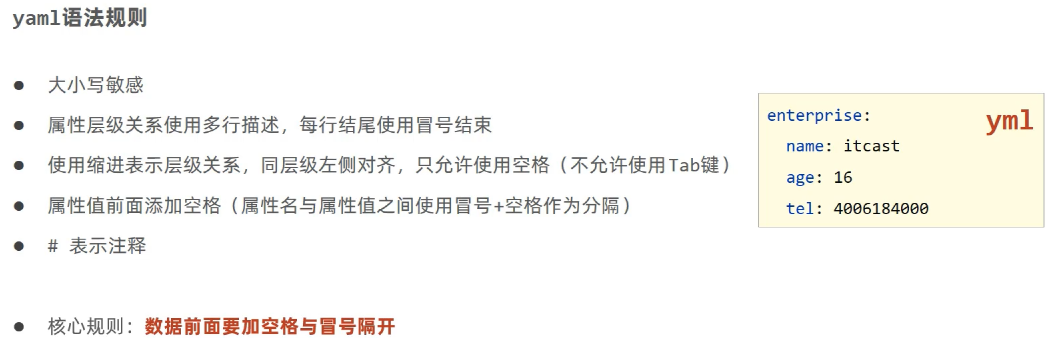 yaml语法规则
● 大小写敏感
● 属性层级关系使用多行描述，每行结尾使用冒号结束
● 使用缩进表示层级关系，同层级左侧对齐，只允许使用空格（不允许使用Tab键）
● 属性值前面添加空格（属性名与属性值之间使用冒号+空格作为分隔）
● # 表示注释
● 核心规则：数据前面要加空格与冒号隔开
enterprise:
yml
  name: itcast
  age: 16
  tel: 4006184000